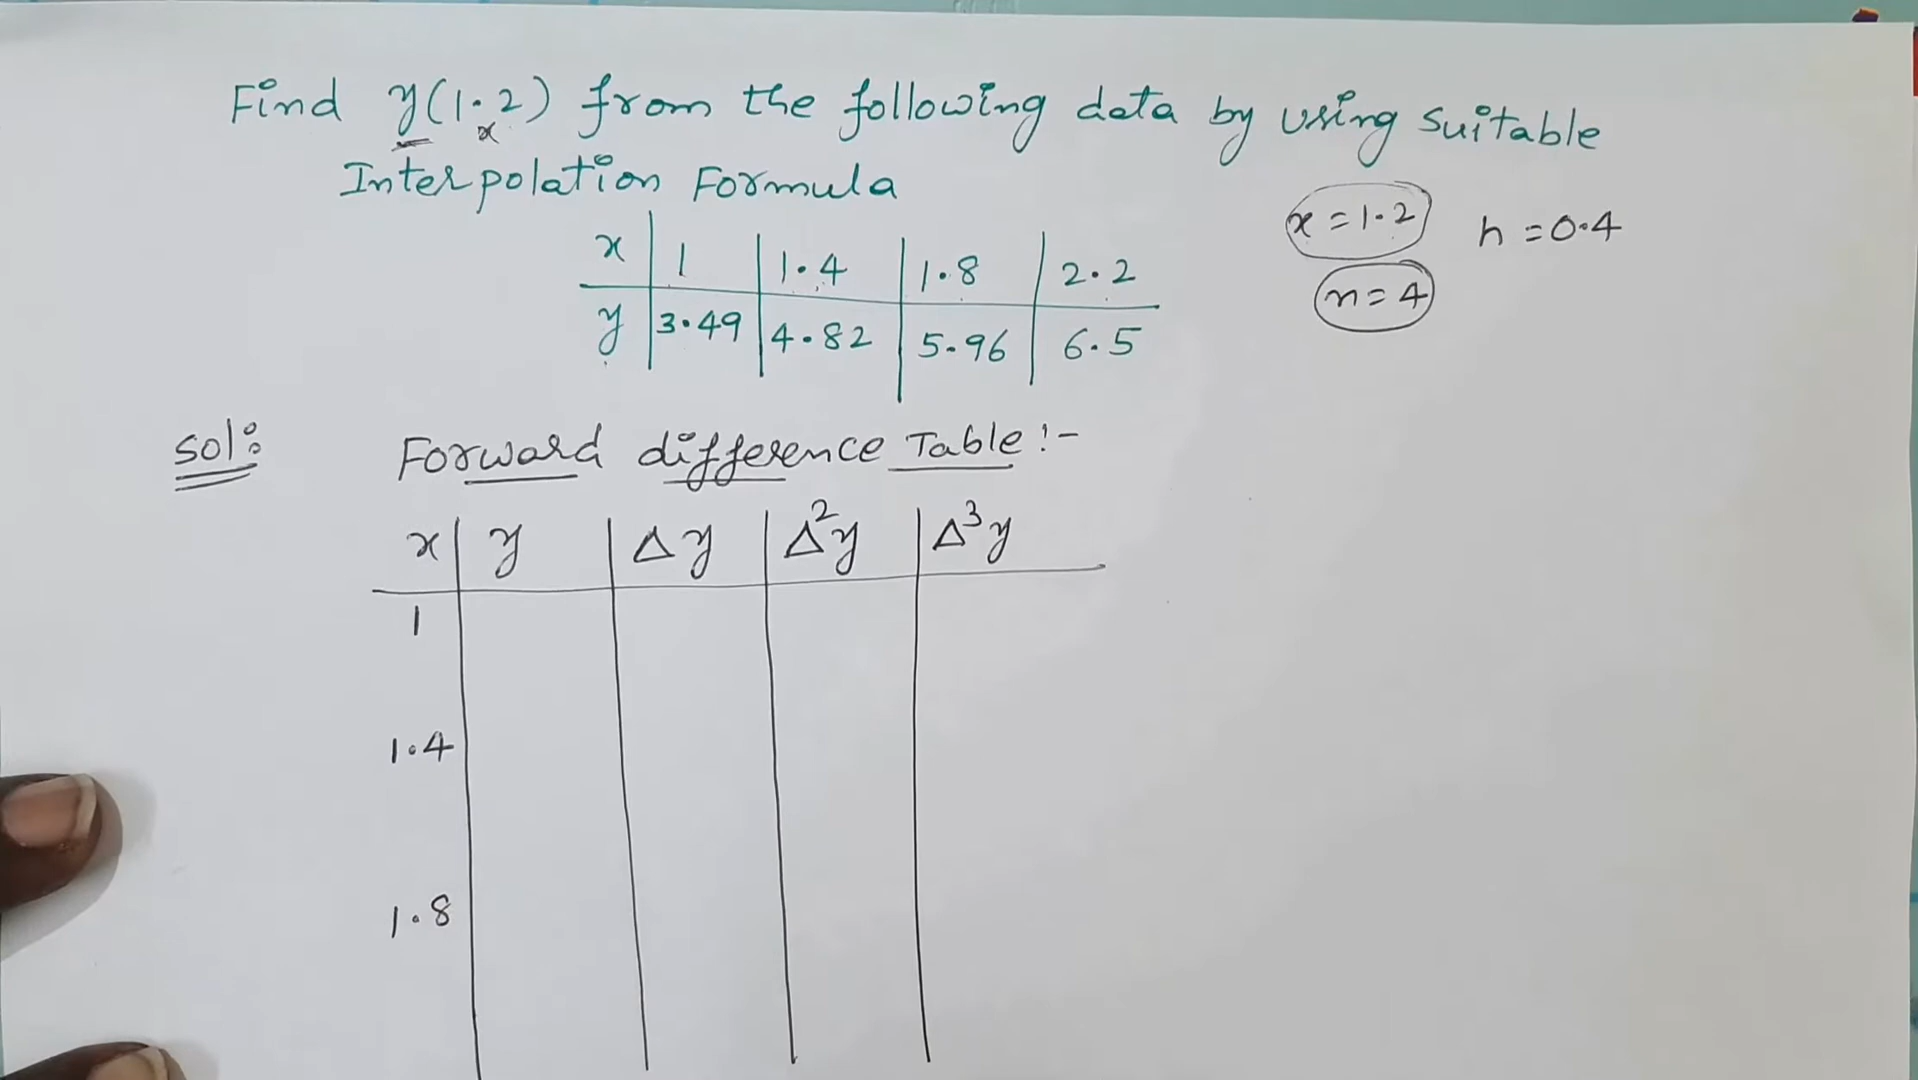 Find y(1.2) from the following data by using suitable
x
Interpolation Formula
x = 1.2 h = 0.4
n = 4
x 1 1.4 1.8 2.2
y 3.49 4.82 5.96 6.5
Sol: Forward difference Table :-
x y Δy Δ²y Δ³y
1
1.4
1.8